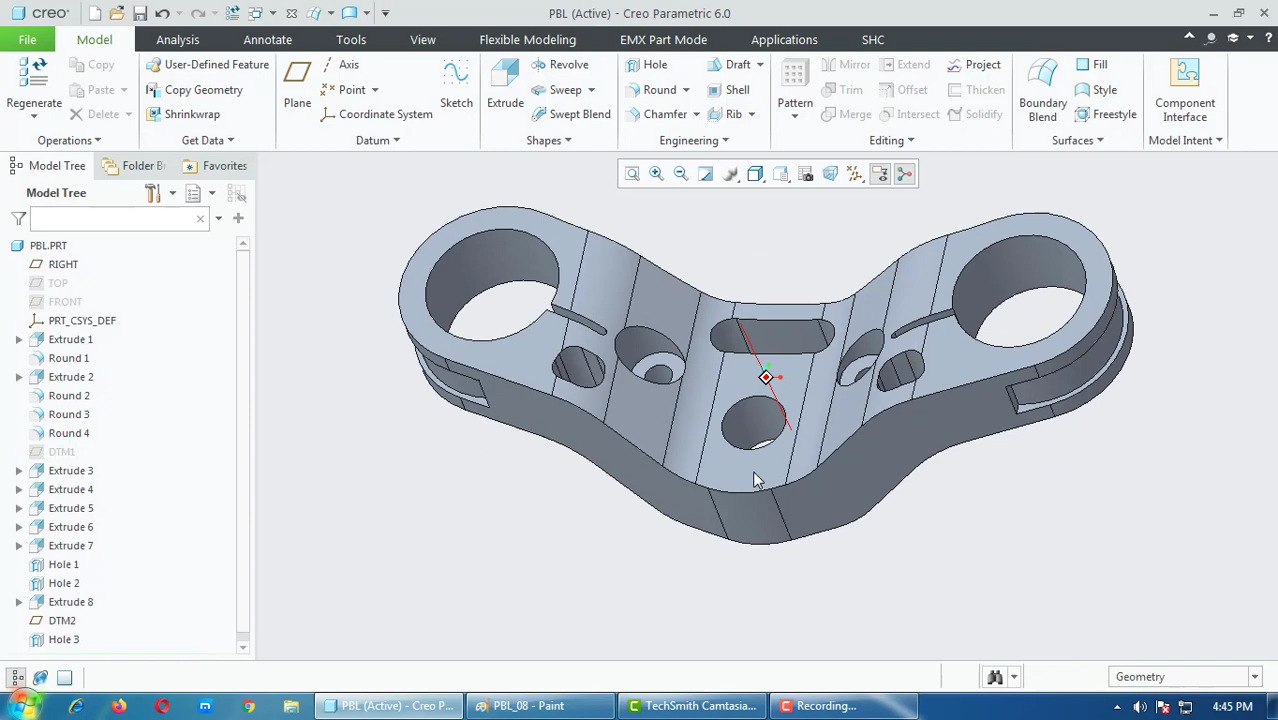 creo°
PBL (Active) - Creo Parametric 6.0
File
Model
Analysis
Annotate
Tools
View
Flexible Modeling
EMX Part Mode
Applications
SHC
Regenerate
Copy
Paste
Delete
Operations
User-Defined Feature
Copy Geometry
Shrinkwrap
Get Data
Plane
Axis
Point
Coordinate System
Sketch
Datum
Extrude
Revolve
Sweep
Swept Blend
Shapes
Hole
Round
Chamfer
Draft
Shell
Rib
Engineering
Pattern
Mirror
Trim
Merge
Extend
Offset
Intersect
Project
Thicken
Solidify
Editing
Boundary
Blend
Fill
Style
Freestyle
Surfaces
Component
Interface
Model Intent
Model Tree
Folder Br
Favorites
Model Tree
PBL.PRT
RIGHT
TOP
FRONT
PRT_CSYS_DEF
Extrude 1
Round 1
Extrude 2
Round 2
Round 3
Round 4
DTM1
Extrude 3
Extrude 4
Extrude 5
Extrude 6
Extrude 7
Hole 1
Hole 2
Extrude 8
DTM2
Hole 3
Geometry
PBL (Active) - Creo P...
PBL_08 - Paint
TechSmith Camtasia...
Recording...
4:45 PM